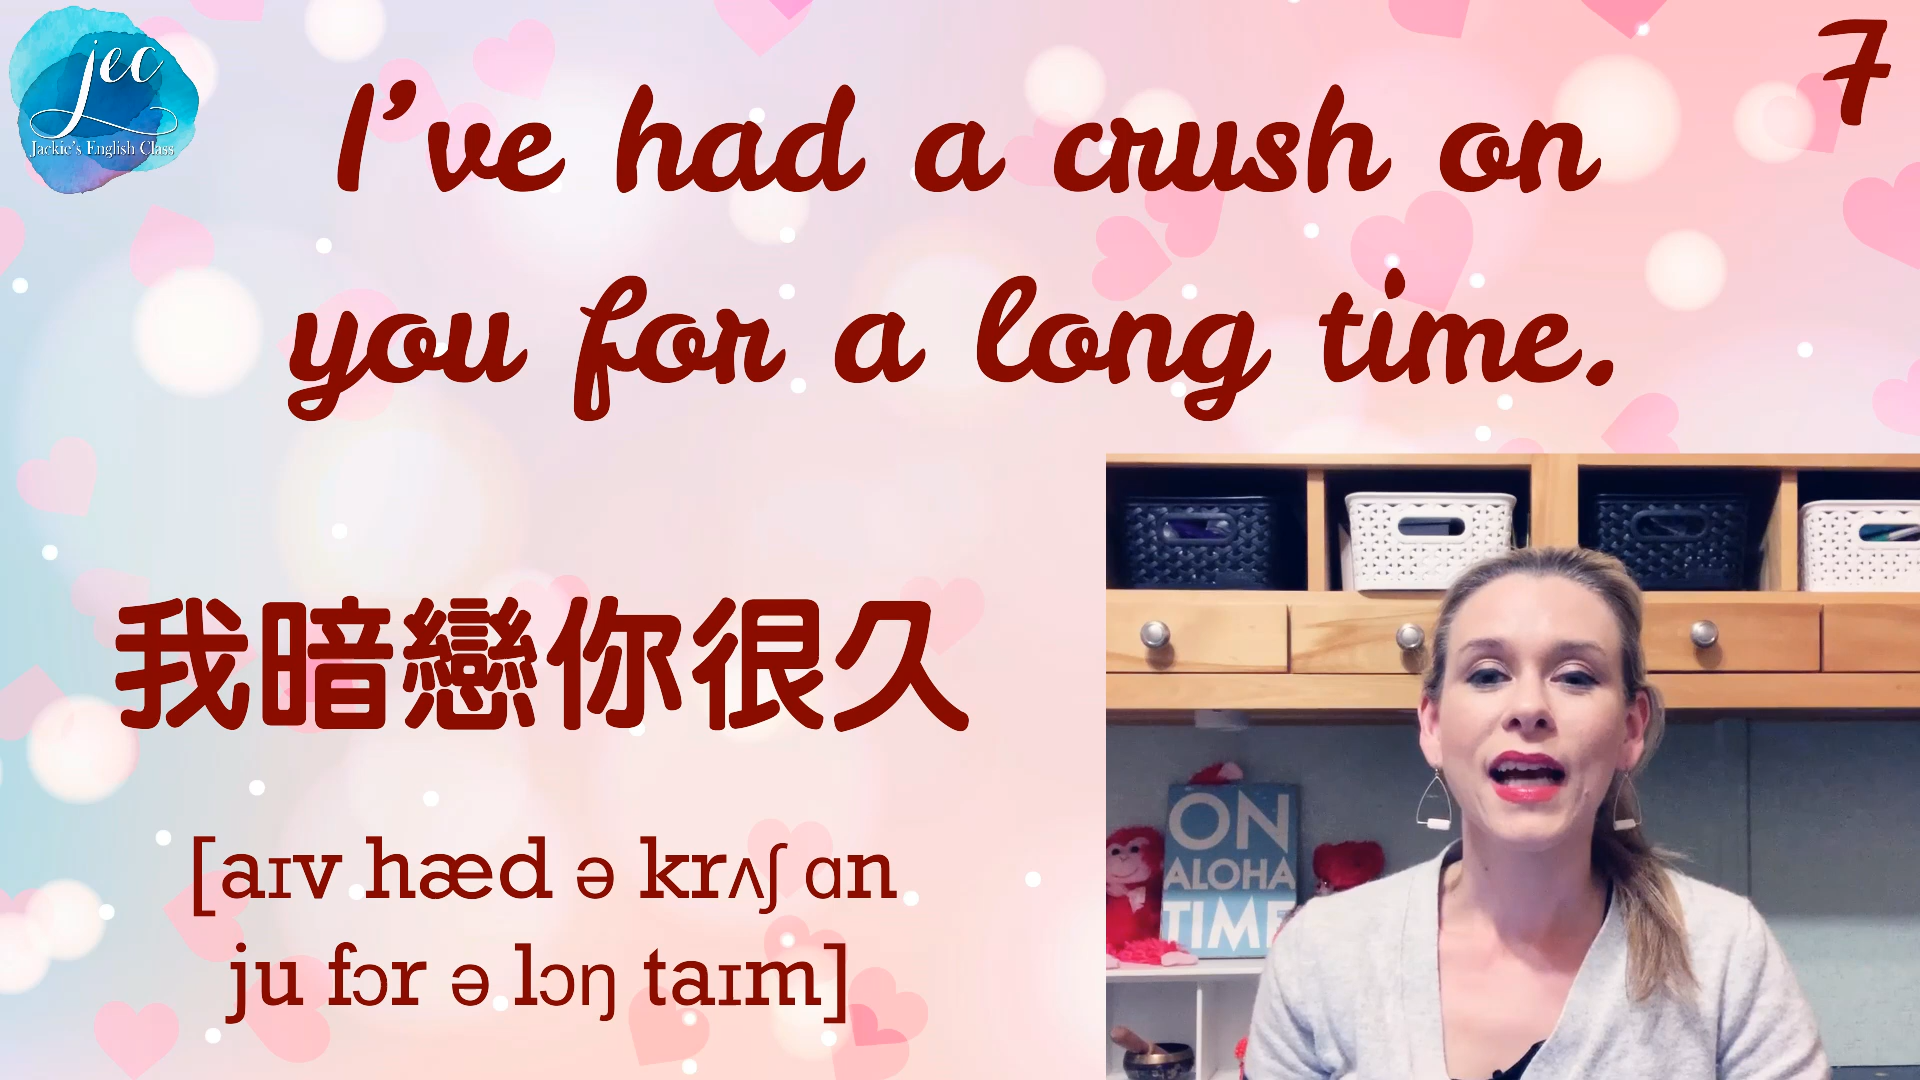 jec
Jackie's English Class
7
I've had a crush on
you for a long time.
我暗戀你很久
[aɪv hæd ə krʌʃ ɑn
ju fɔr ə lɔŋ taɪm]
ON
ALOHA
TIME